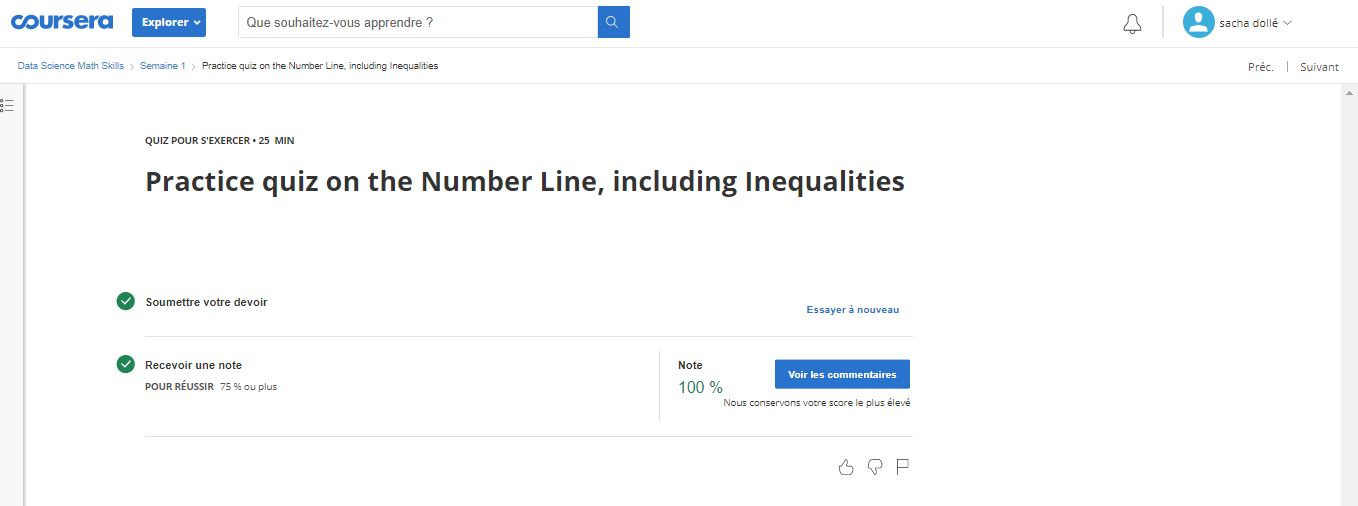 coursera
Explorer
Que souhaitez-vous apprendre ?
sacha dollé
Data Science Math Skills > Semaine 1 > Practice quiz on the Number Line, including Inequalities
Préc. | Suivant
QUIZ POUR S'EXERCER • 25 MIN
Practice quiz on the Number Line, including Inequalities
Soumettre votre devoir
Essayer à nouveau
Recevoir une note
POUR RÉUSSIR 75 % ou plus
Note
100 %
Voir les commentaires
Nous conservons votre score le plus élevé